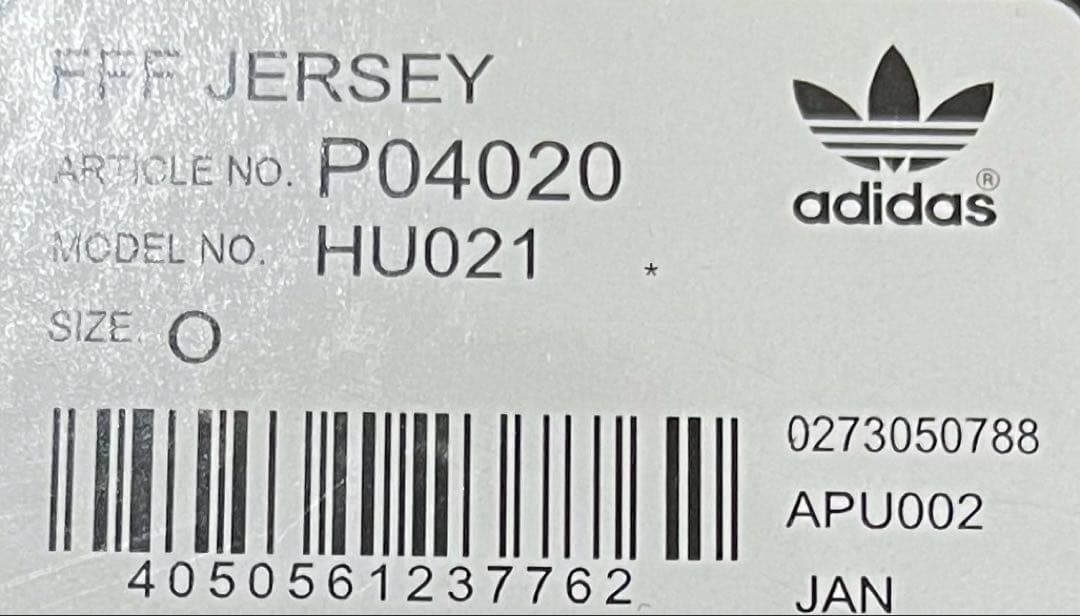 FFF JERSEY
ARTICLE NO. P04020
MODEL NO. HU021 *
SIZE. O
adidas®
4050561237762
0273050788
APU002
JAN